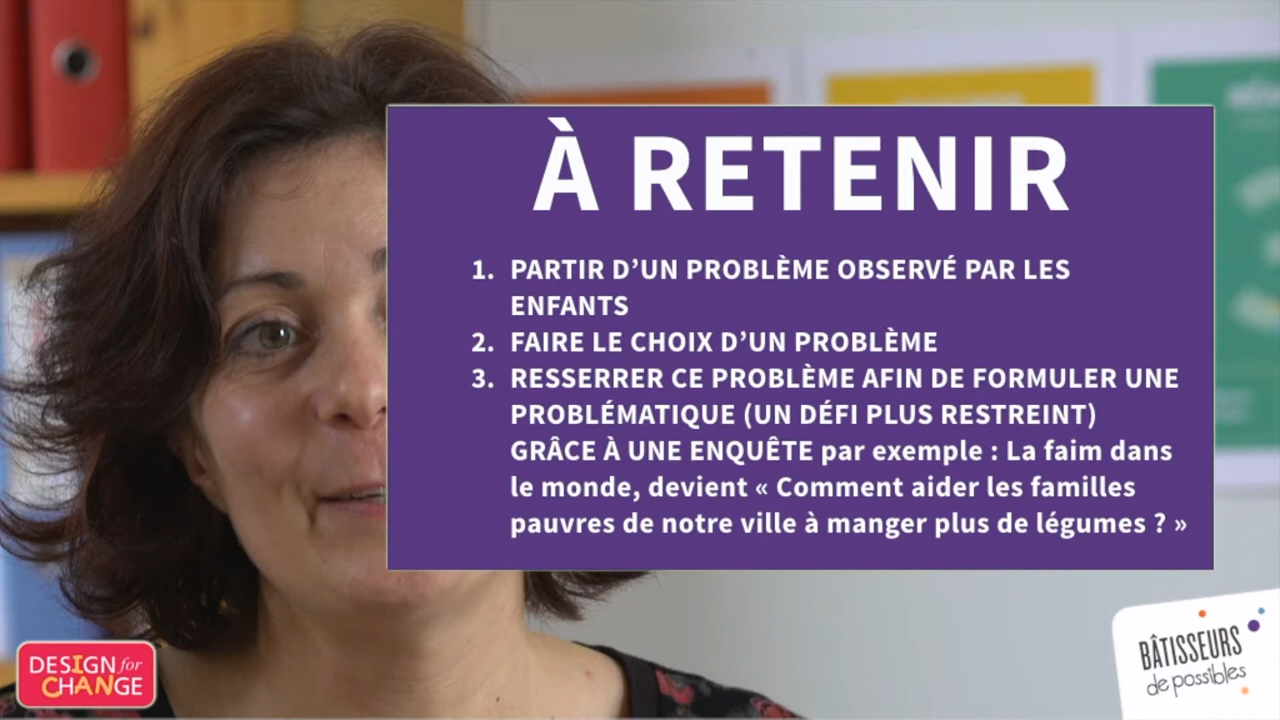 À RETENIR
1. PARTIR D’UN PROBLÈME OBSERVÉ PAR LES
ENFANTS
2. FAIRE LE CHOIX D’UN PROBLÈME
3. RESSERRER CE PROBLÈME AFIN DE FORMULER UNE
PROBLÉMATIQUE (UN DÉFI PLUS RESTREINT)
GRÂCE À UNE ENQUÊTE par exemple : La faim dans
le monde, devient « Comment aider les familles
pauvres de notre ville à manger plus de légumes ? »
DESIGN for
CHANGE
BÂTISSEURS
de possibles